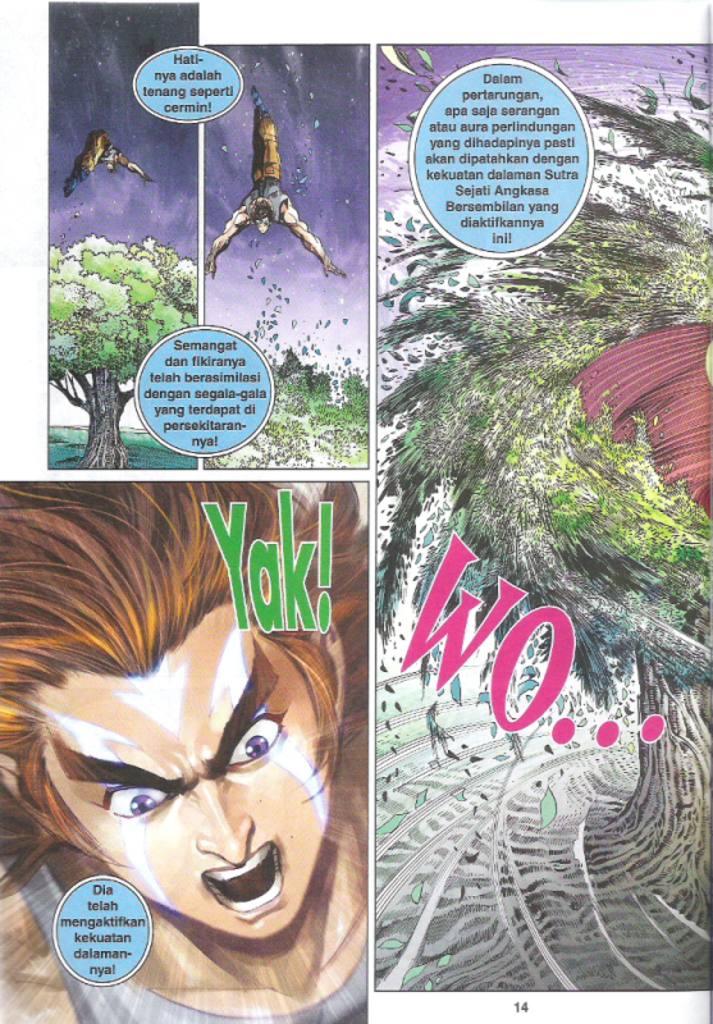 Hati-
nya adalah
tenang seperti
cermin!
Semangat
dan fikiranya
telah berasimilasi
dengan segala-gala
yang terdapat di
persekitaran-
nya!
Dalam
pertarungan,
apa saja serangan
atau aura perlindungan
yang dihadapinya pasti
akan dipatahkan dengan
kekuatan dalaman Sutra
Sejati Angkasa
Bersembilan yang
diaktifkannya
ini!
Yak!
Dia
telah
mengaktifkan
kekuatan
dalaman-
nya!
WO...
14